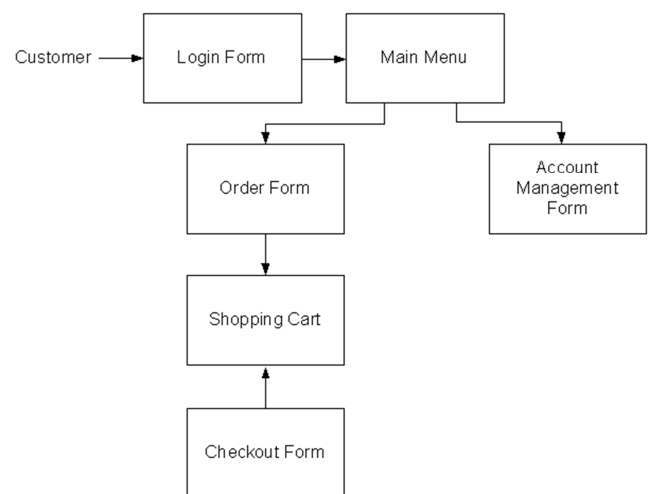 Customer
Login Form
Main Menu
Order Form
Account
Management
Form
Shopping Cart
Checkout Form